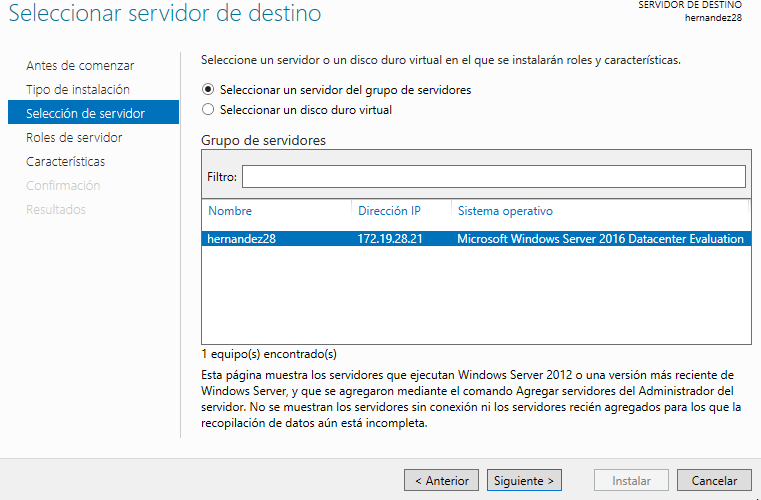 Seleccionar servidor de destino
SERVIDOR DE DESTINO
hernandez28
Antes de comenzar
Tipo de instalación
Selección de servidor
Roles de servidor
Características
Confirmación
Resultados
Seleccione un servidor o un disco duro virtual en el que se instalarán roles y características.
Seleccionar un servidor del grupo de servidores
Seleccionar un disco duro virtual
Grupo de servidores
Filtro:
Nombre Dirección IP Sistema operativo
hernandez28 172.19.28.21 Microsoft Windows Server 2016 Datacenter Evaluation
1 equipo(s) encontrado(s)
Esta página muestra los servidores que ejecutan Windows Server 2012 o una versión más reciente de
Windows Server, y que se agregaron mediante el comando Agregar servidores del Administrador del
servidor. No se muestran los servidores sin conexión ni los servidores recién agregados para los que la
recopilación de datos aún está incompleta.
< Anterior Siguiente > Instalar Cancelar